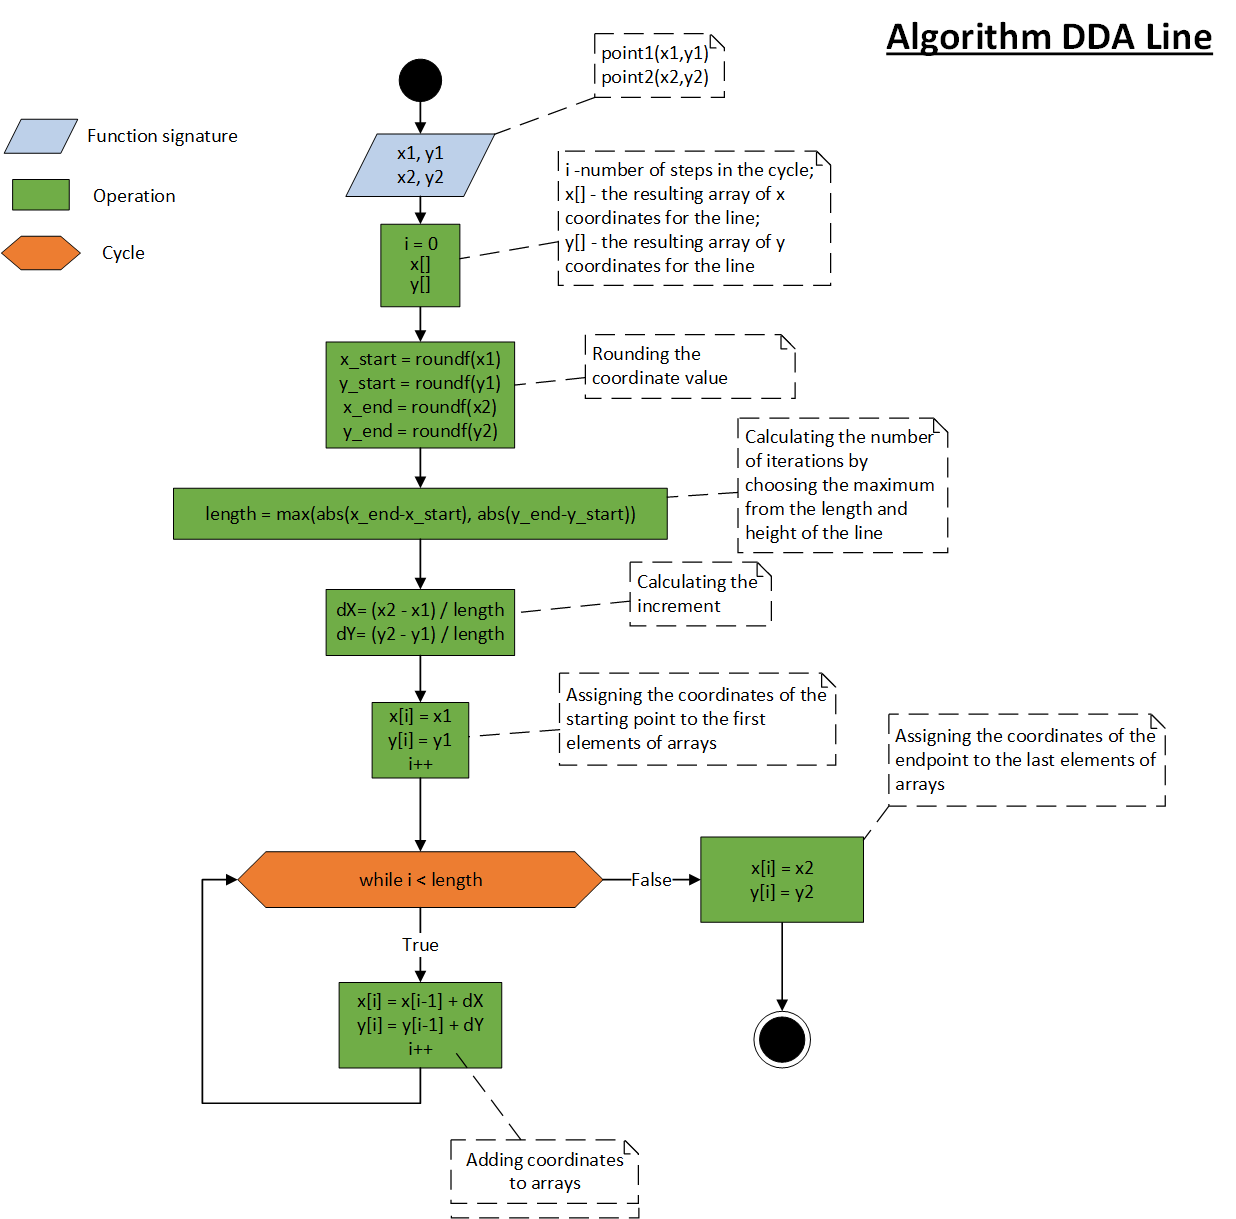 Algorithm DDA Line
Function signature
Operation
Cycle
point1(x1,y1)
point2(x2,y2)
x1, y1
x2, y2
i -number of steps in the cycle;
x[] - the resulting array of x
coordinates for the line;
y[] - the resulting array of y
coordinates for the line
i = 0
x[]
y[]
x_start = roundf(x1)
y_start = roundf(y1)
x_end = roundf(x2)
y_end = roundf(y2)
Rounding the
coordinate value
Calculating the number
of iterations by
choosing the maximum
from the length and
height of the line
length = max(abs(x_end-x_start), abs(y_end-y_start))
Calculating the
increment
dX= (x2 - x1) / length
dY= (y2 - y1) / length
Assigning the coordinates of the
starting point to the first
elements of arrays
x[i] = x1
y[i] = y1
i++
Assigning the coordinates of the
endpoint to the last elements of
arrays
while i < length
False
x[i] = x2
y[i] = y2
True
x[i] = x[i-1] + dX
y[i] = y[i-1] + dY
i++
Adding coordinates
to arrays